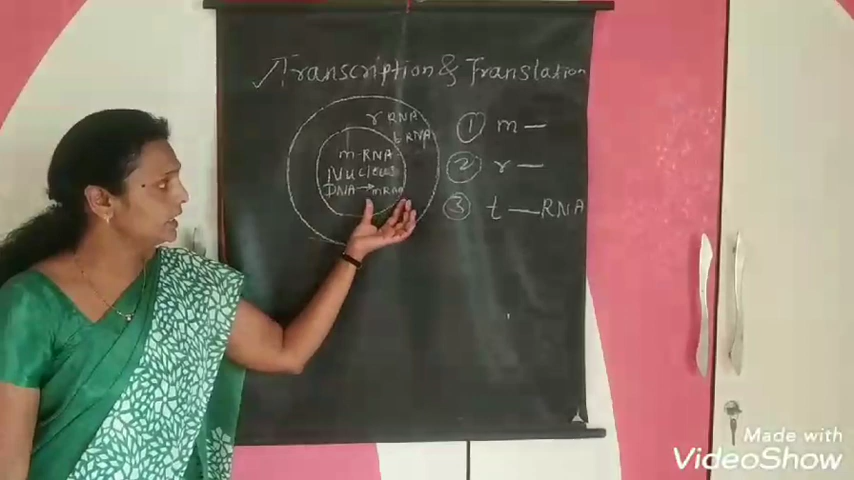 ✓ Transcription & Translation
r RNA
t RNA
m-RNA
Nucleus
DNA → mRNA
① m —
② r —
③ t — RNA
Made With
VideoShow